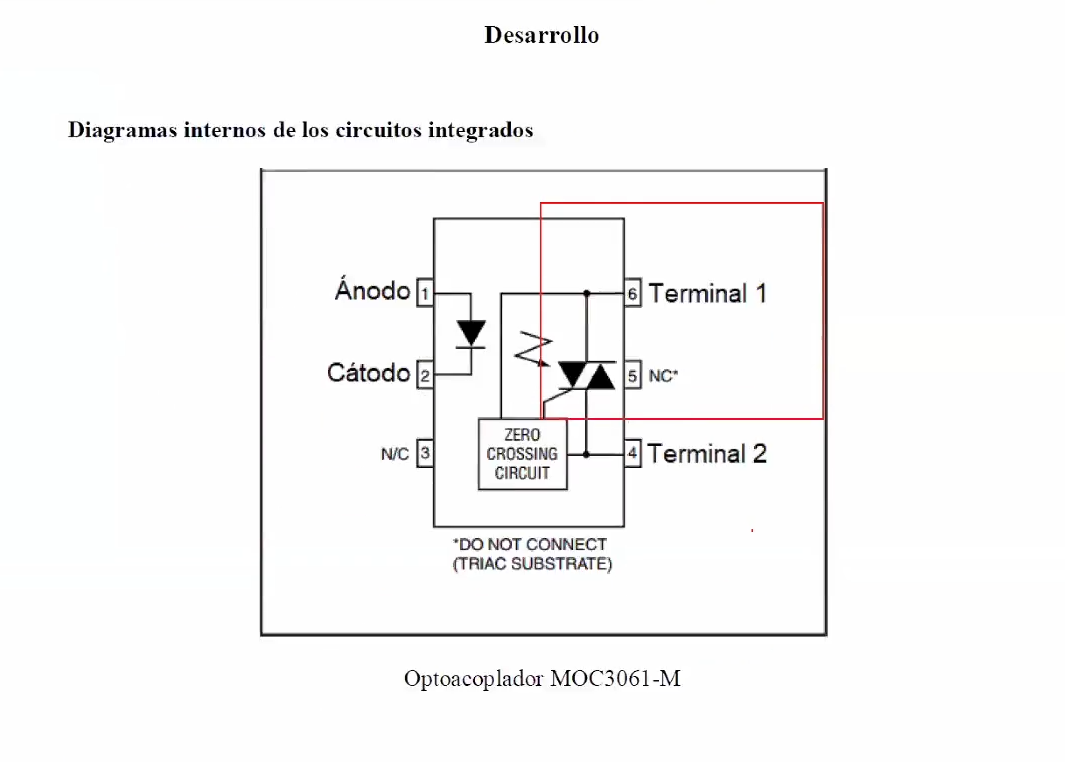 Desarrollo
Diagramas internos de los circuitos integrados
Ánodo 1
6 Terminal 1
Cátodo 2
5 NC*
N/C 3
ZERO
CROSSING
CIRCUIT
4 Terminal 2
*DO NOT CONNECT
(TRIAC SUBSTRATE)
Optoacoplador MOC3061-M